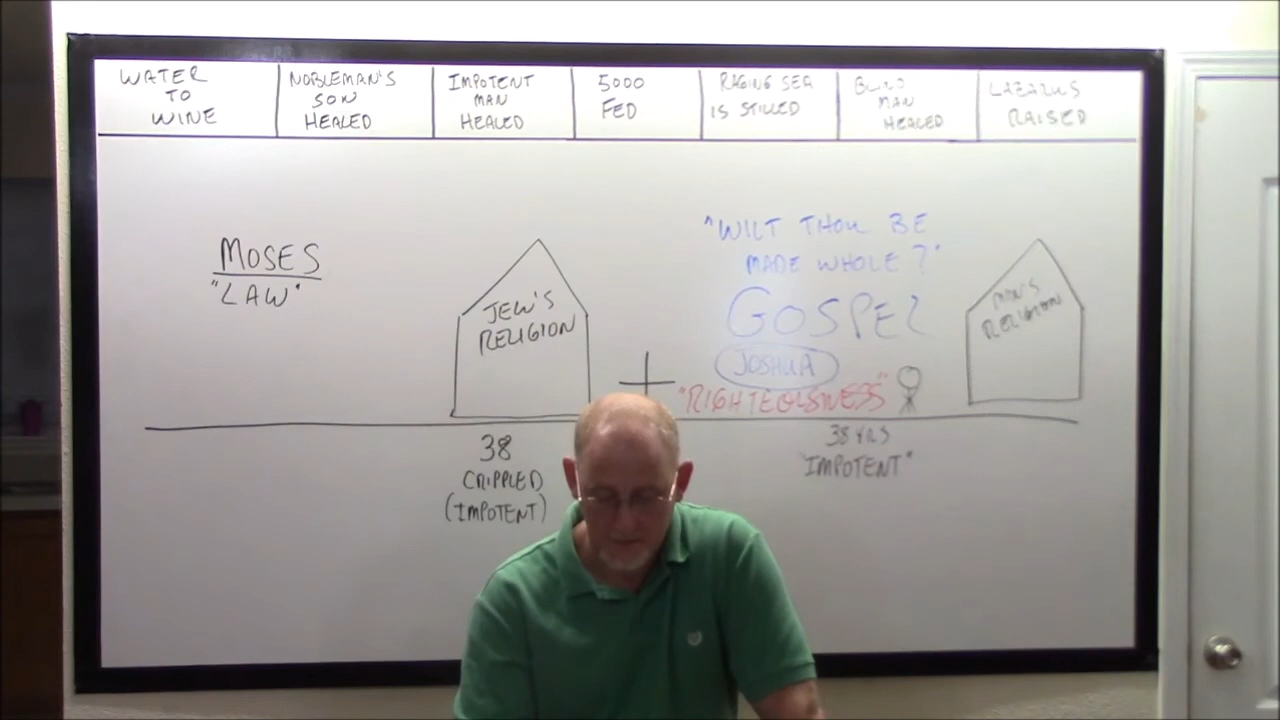 WATER
TO
WINE
NOBLEMAN'S
SON
HEALED
IMPOTENT
MAN
HEALED
5000
FED
RAGING SEA
IS STILLED
BLIND
MAN
HEALED
LAZARUS
RAISED
MOSES
"LAW"
JEW'S
RELIGION
38
CRIPPLED
(IMPOTENT)
"WILT THOU BE
MADE WHOLE?"
GOSPEL
JOSHUA
"RIGHTEOUSNESS"
38 YRS
"IMPOTENT"
MAN'S
RELIGION